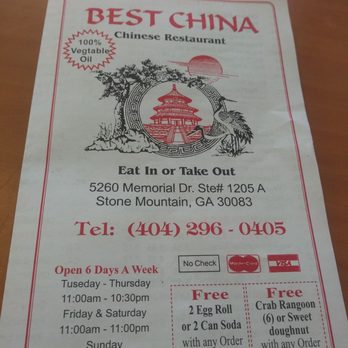 BEST CHINA
Chinese Restaurant
100%
Vegtable
Oil
Eat In or Take Out
5260 Memorial Dr. Ste# 1205 A
Stone Mountain, GA 30083
Tel: (404) 296 - 0405
Open 6 Days A Week
Tuseday - Thursday
11:00am - 10:30pm
Friday & Saturday
11:00am - 11:00pm
Sunday
No Check
MasterCard
VISA
Free
2 Egg Roll
or 2 Can Soda
with any Order
Free
Crab Rangoon
(6) or Sweet
doughnut
with any Order